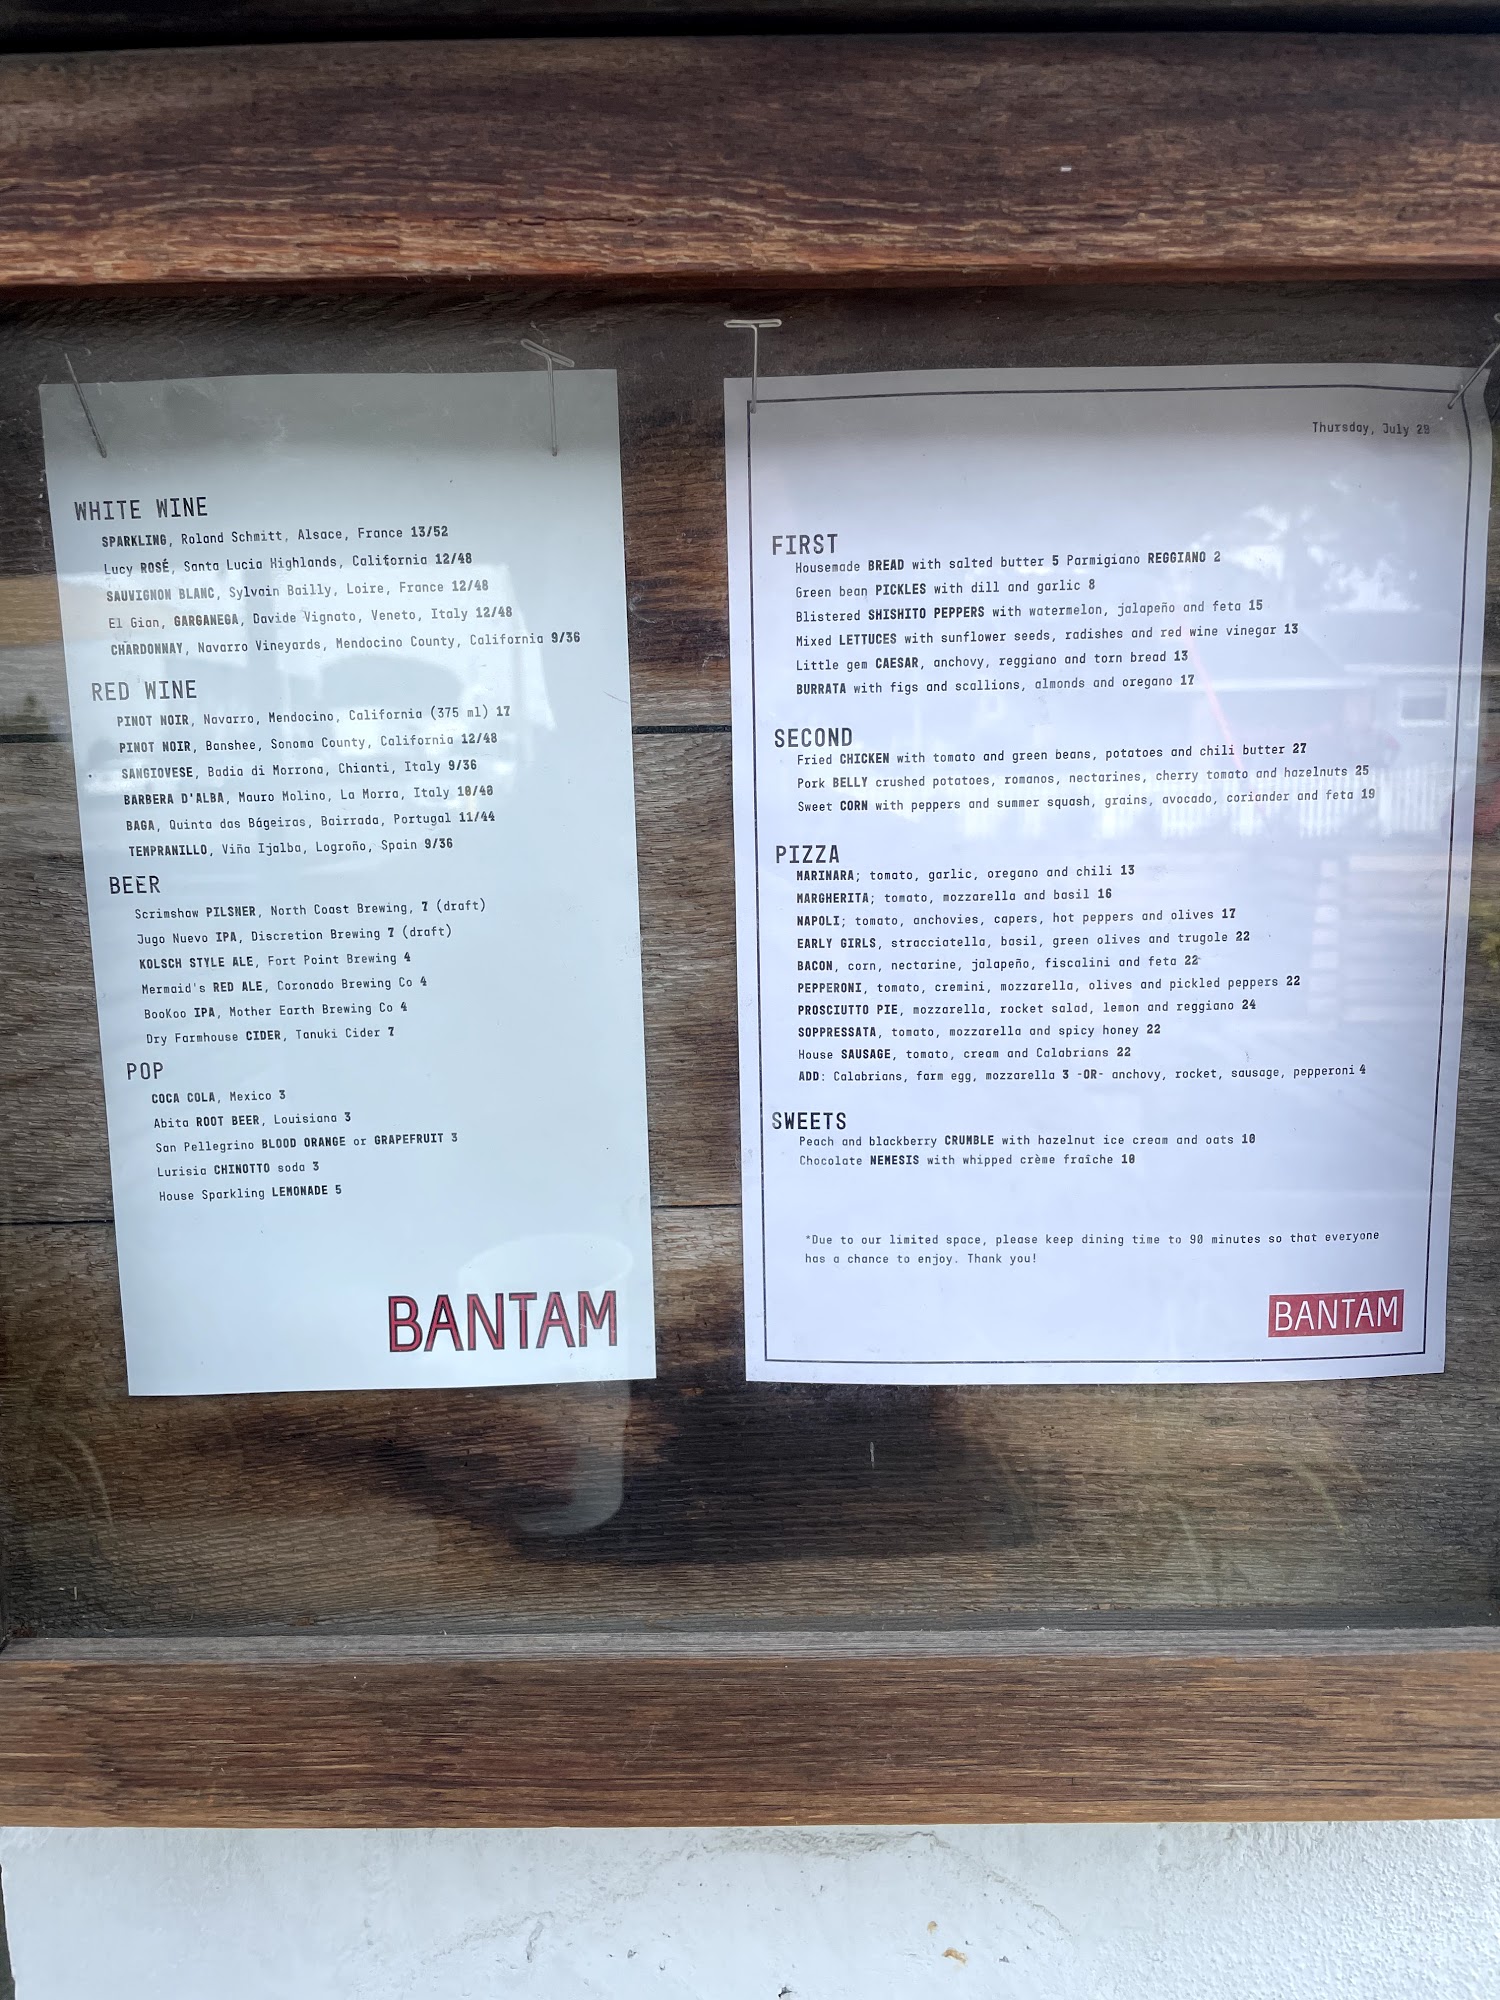 WHITE WINE
SPARKLING, Roland Schmitt, Alsace, France 13/52
Lucy ROSÉ, Santa Lucia Highlands, California 12/48
SAUVIGNON BLANC, Sylvain Bailly, Loire, France 12/48
El Gian, GARGANEGA, Davide Vignato, Veneto, Italy 12/48
CHARDONNAY, Navarro Vineyards, Mendocino County, California 9/36
RED WINE
PINOT NOIR, Navarro, Mendocino, California (375 ml) 17
PINOT NOIR, Banshee, Sonoma County, California 12/48
SANGIOVESE, Badia di Morrona, Chianti, Italy 9/36
BARBERA D'ALBA, Mauro Molino, La Morra, Italy 10/40
BAGA, Quinta das Bágeiras, Bairrada, Portugal 11/44
TEMPRANILLO, Viña Ijalba, Logroño, Spain 9/36
BEER
Scrimshaw PILSNER, North Coast Brewing, 7 (draft)
Jugo Nuevo IPA, Discretion Brewing 7 (draft)
KOLSCH STYLE ALE, Fort Point Brewing 4
Mermaid's RED ALE, Coronado Brewing Co 4
BooKoo IPA, Mother Earth Brewing Co 4
Dry Farmhouse CIDER, Tanuki Cider 7
POP
COCA COLA, Mexico 3
Abita ROOT BEER, Louisiana 3
San Pellegrino BLOOD ORANGE or GRAPEFRUIT 3
Lurisia CHINOTTO soda 3
House Sparkling LEMONADE 5
BANTAM
Thursday, July 29
FIRST
Housemade BREAD with salted butter 5 Parmigiano REGGIANO 2
Green bean PICKLES with dill and garlic 8
Blistered SHISHITO PEPPERS with watermelon, jalapeño and feta 15
Mixed LETTUCES with sunflower seeds, radishes and red wine vinegar 13
Little gem CAESAR, anchovy, reggiano and torn bread 13
BURRATA with figs and scallions, almonds and oregano 17
SECOND
Fried CHICKEN with tomato and green beans, potatoes and chili butter 27
Pork BELLY crushed potatoes, romanos, nectarines, cherry tomato and hazelnuts 25
Sweet CORN with peppers and summer squash, grains, avocado, coriander and feta 19
PIZZA
MARINARA; tomato, garlic, oregano and chili 13
MARGHERITA; tomato, mozzarella and basil 16
NAPOLI; tomato, anchovies, capers, hot peppers and olives 17
EARLY GIRLS, stracciatella, basil, green olives and trugole 22
BACON, corn, nectarine, jalapeño, fiscalini and feta 22
PEPPERONI, tomato, cremini, mozzarella, olives and pickled peppers 22
PROSCIUTTO PIE, mozzarella, rocket salad, lemon and reggiano 24
SOPPRESSATA, tomato, mozzarella and spicy honey 22
House SAUSAGE, tomato, cream and Calabrians 22
ADD: Calabrians, farm egg, mozzarella 3 -OR- anchovy, rocket, sausage, pepperoni 4
SWEETS
Peach and blackberry CRUMBLE with hazelnut ice cream and oats 10
Chocolate NEMESIS with whipped crème fraîche 10
*Due to our limited space, please keep dining time to 90 minutes so that everyone
has a chance to enjoy. Thank you!
BANTAM